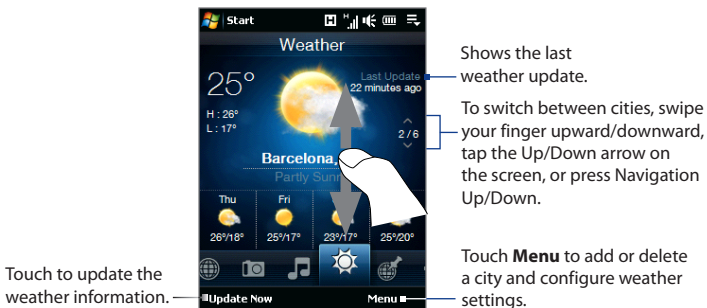 Start
Weather
25°
Last Update
22 minutes ago
H : 26°
L : 17°
2 / 6
Barcelona,
Partly Sunn
Thu
Fri
26°/18°
25°/17°
23°/17°
25°/20°
Update Now
Menu
Shows the last
weather update.
To switch between cities, swipe
your finger upward/downward,
tap the Up/Down arrow on
the screen, or press Navigation
Up/Down.
Touch Menu to add or delete
a city and configure weather
settings.
Touch to update the
weather information.